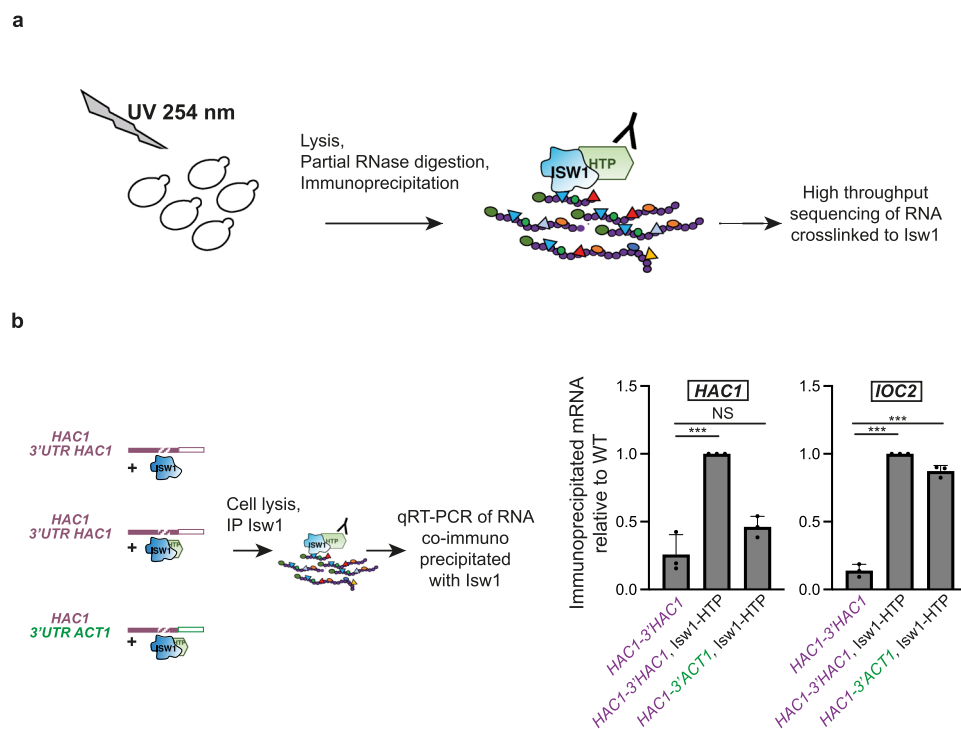 a
UV 254 nm
Lysis,
Partial RNase digestion,
Immunoprecipitation
ISW1
HTP
High throughput
sequencing of RNA
crosslinked to Isw1
b
HAC1
3'UTR HAC1
+
ISW1
HAC1
3'UTR HAC1
+
ISW1
HTP
HAC1
3'UTR ACT1
+
ISW1
HTP
Cell lysis,
IP Isw1
ISW1
HTP
qRT-PCR of RNA
co-immuno
precipitated
with Isw1
Immunoprecipitated mRNA
relative to WT
HAC1
NS
***
1.5
1.0
0.5
0.0
HAC1-3'HAC1
HAC1-3'HAC1, Isw1-HTP
HAC1-3'ACT1, Isw1-HTP
IOC2
***
***
1.5
1.0
0.5
0.0
HAC1-3'HAC1
HAC1-3'HAC1, Isw1-HTP
HAC1-3'ACT1, Isw1-HTP